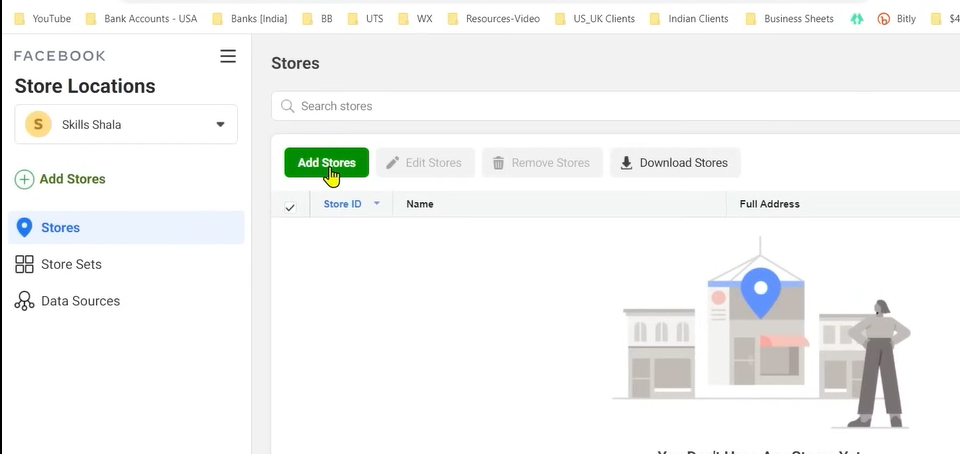 YouTube Bank Accounts - USA Banks [India] BB UTS WX Resources-Video US_UK Clients Indian Clients Business Sheets Bitly $4
FACEBOOK
Store Locations
S Skills Shala
Add Stores
Stores
Store Sets
Data Sources
Stores
Search stores
Add Stores Edit Stores Remove Stores Download Stores
Store ID Name Full Address